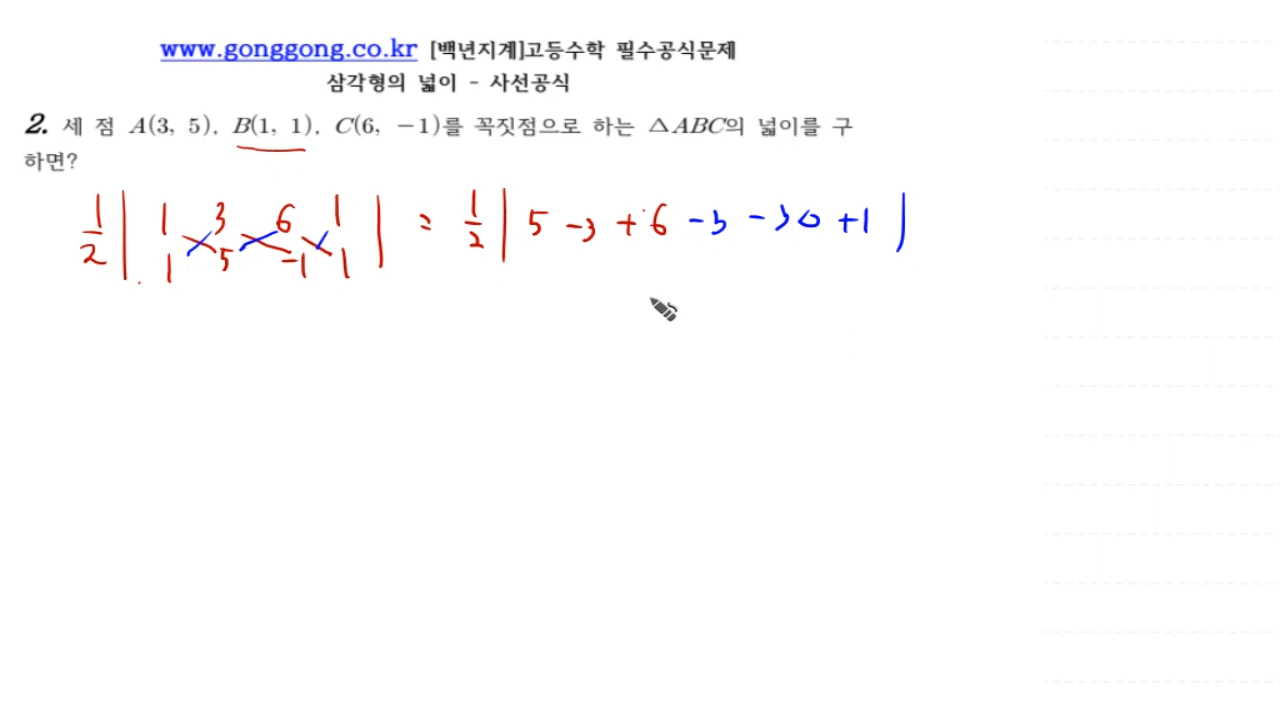 www.gonggong.co.kr [백년지계]고등수학 필수공식문제
삼각형의 넓이 - 사선공식
2. 세 점 A(3, 5), B(1, 1), C(6, −1)를 꼭짓점으로 하는 △ABC의 넓이를 구
하면?
1/2 | 1 3 6 1 | = 1/2 | 5 -3 +6 -3 -30 +1 |
1 5 -1 1